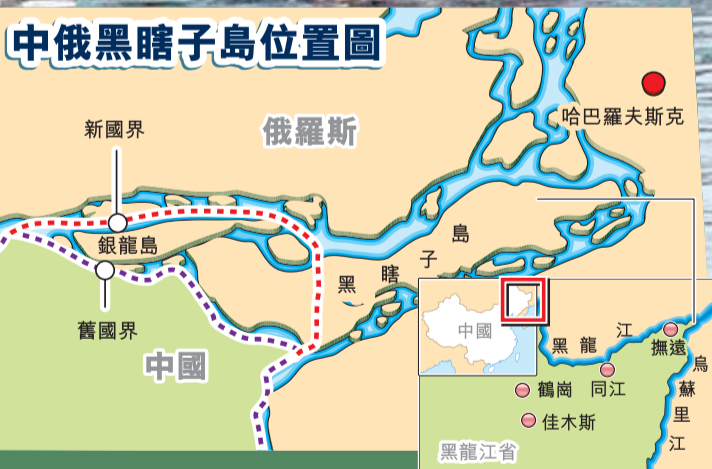 中俄黑瞎子島位置圖
哈巴羅夫斯克
新國界
俄羅斯
銀龍島
黑瞎子島
舊國界
中國
中國
黑龍江
撫遠
烏蘇里江
鶴崗
同江
佳木斯
黑龍江省